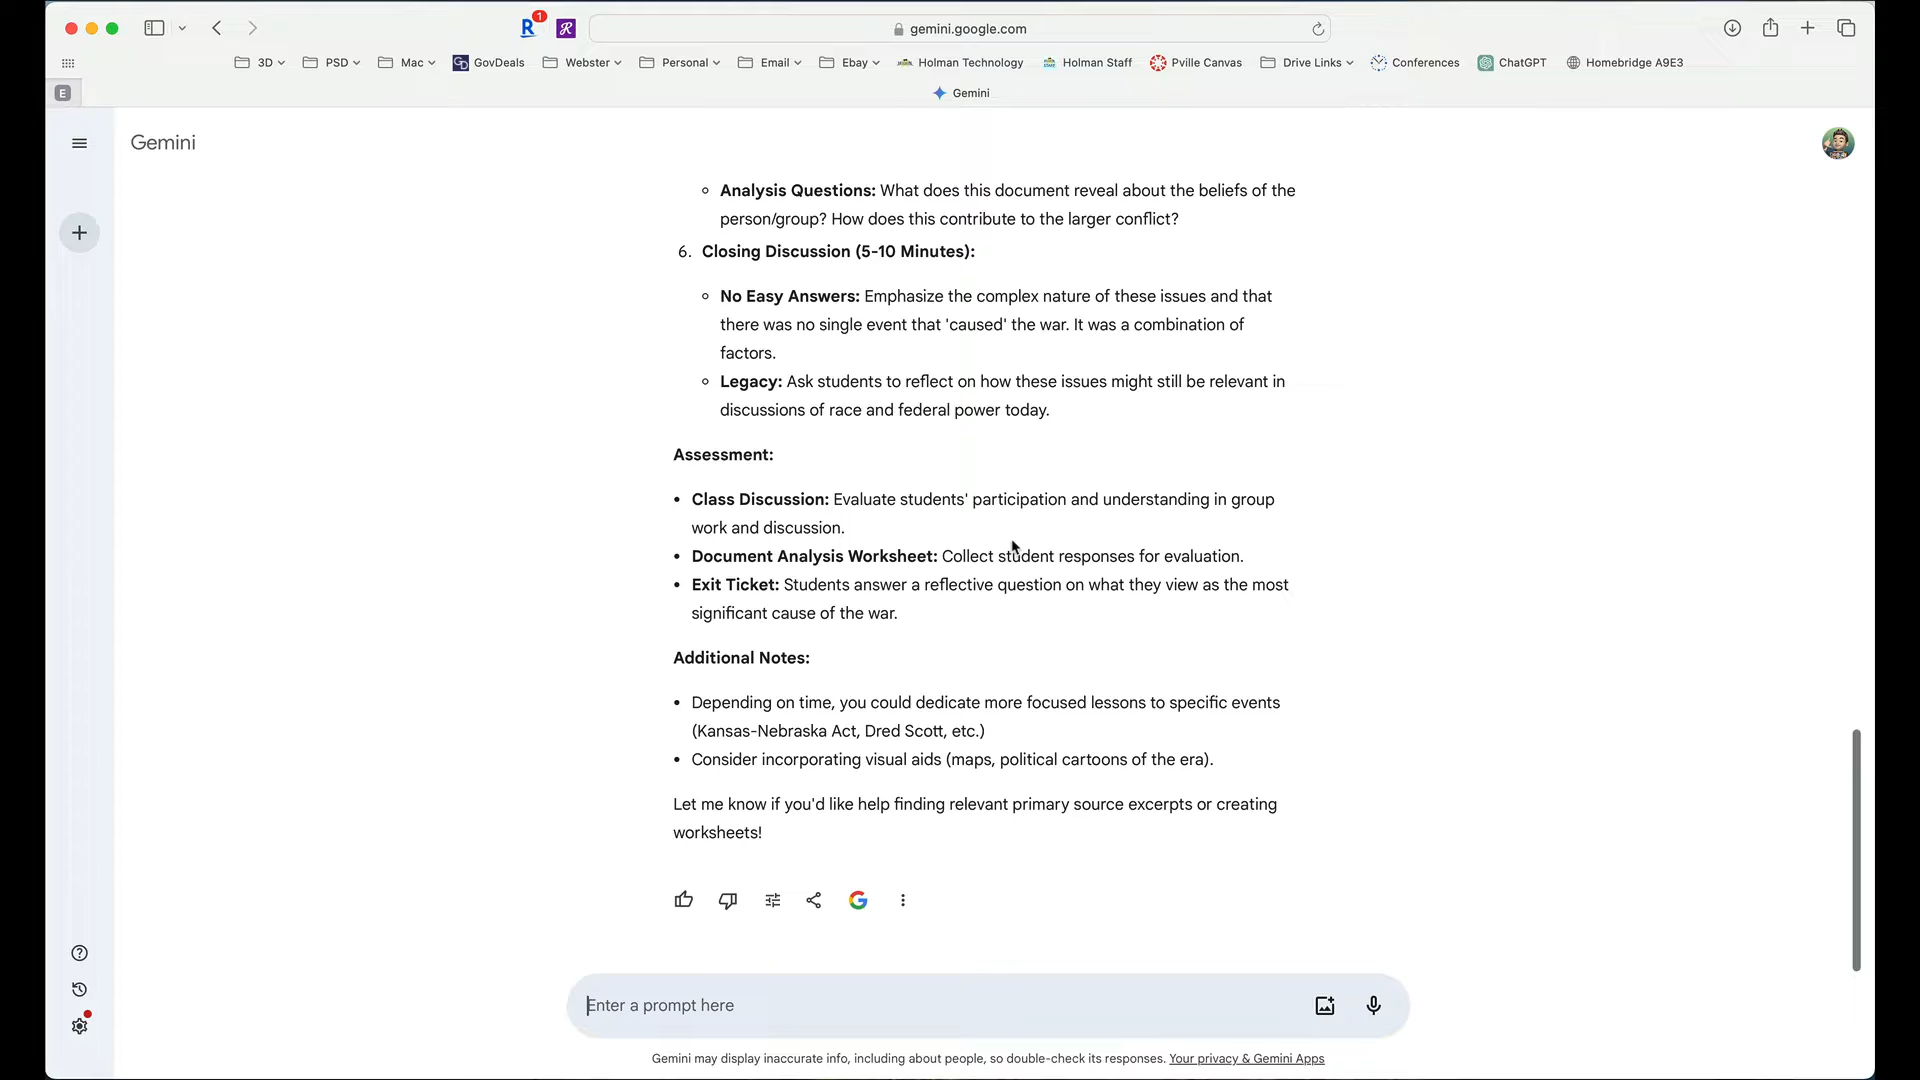 1
gemini.google.com
3D
PSD
Mac
GovDeals
Webster
Personal
Email
Ebay
Holman Technology
Holman Staff
Pville Canvas
Drive Links
Conferences
ChatGPT
Homebridge A9E3
E
Gemini
Gemini
Analysis Questions: What does this document reveal about the beliefs of the
person/group? How does this contribute to the larger conflict?
6. Closing Discussion (5-10 Minutes):
No Easy Answers: Emphasize the complex nature of these issues and that
there was no single event that 'caused' the war. It was a combination of
factors.
Legacy: Ask students to reflect on how these issues might still be relevant in
discussions of race and federal power today.
Assessment:
• Class Discussion: Evaluate students' participation and understanding in group
work and discussion.
• Document Analysis Worksheet: Collect student responses for evaluation.
• Exit Ticket: Students answer a reflective question on what they view as the most
significant cause of the war.
Additional Notes:
• Depending on time, you could dedicate more focused lessons to specific events
(Kansas-Nebraska Act, Dred Scott, etc.)
• Consider incorporating visual aids (maps, political cartoons of the era).
Let me know if you'd like help finding relevant primary source excerpts or creating
worksheets!
Enter a prompt here
Gemini may display inaccurate info, including about people, so double-check its responses. Your privacy & Gemini Apps